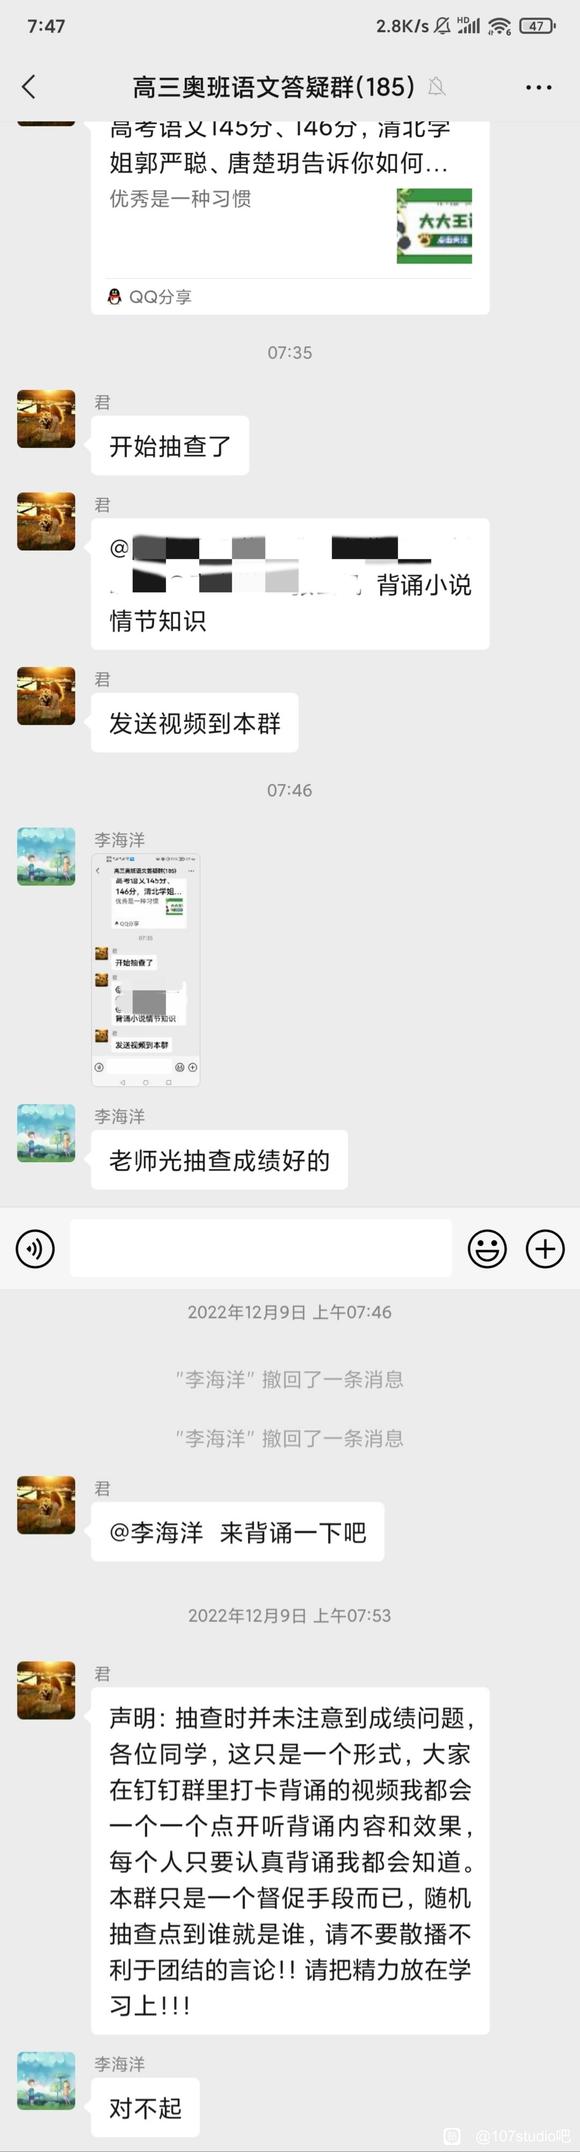 7:47
2.8K/s HD 6 47
高三奥班语文答疑群(185)
高考语文145分、146分，清北学
姐郭严聪、唐楚玥告诉你如何...
优秀是一种习惯
大大王
QQ分享
07:35
君
开始抽查了
君
@
背诵小说
情节知识
君
发送视频到本群
07:46
李海洋
高三奥班语文答疑群(185)
高考语文145分、
146分，清北学姐...
优秀是一种习惯
QQ分享
07:35
君
开始抽查了
君
@
@
背诵小说情节知识
君
发送视频到本群
李海洋
老师光抽查成绩好的
2022年12月9日 上午07:46
"李海洋" 撤回了一条消息
"李海洋" 撤回了一条消息
君
@李海洋 来背诵一下吧
2022年12月9日 上午07:53
君
声明: 抽查时并未注意到成绩问题，
各位同学，这只是一个形式，大家
在钉钉群里打卡背诵的视频我都会
一个一个点开听背诵内容和效果，
每个人只要认真背诵我都会知道。
本群只是一个督促手段而已，随机
抽查点到谁就是谁，请不要散播不
利于团结的言论!! 请把精力放在学
习上!!!
李海洋
对不起
@107studio吧